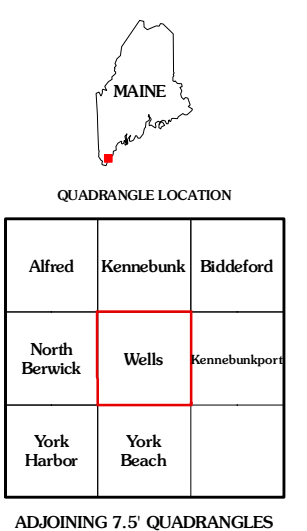 MAINE
QUADRANGLE LOCATION
Alfred
Kennebunk
Biddeford
North
Berwick
Wells
Kennebunkport
York
Harbor
York
Beach
ADJOINING 7.5' QUADRANGLES